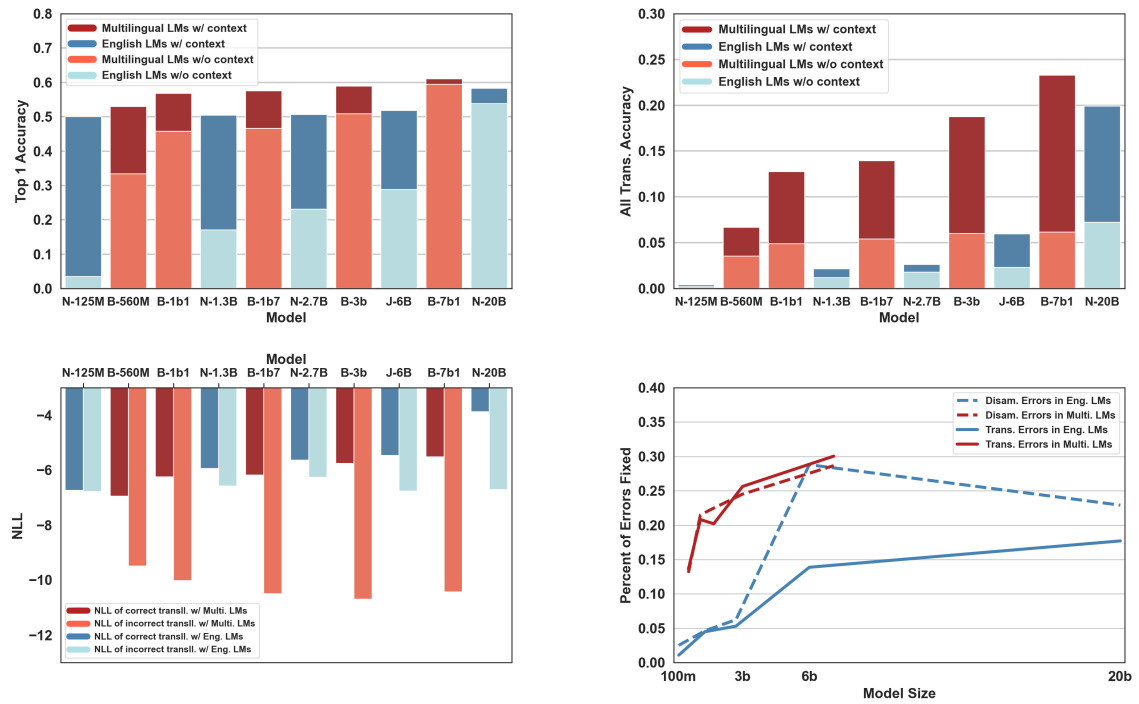 0.8
0.7
0.6
0.5
0.4
0.3
0.2
0.1
0.0
Top 1 Accuracy
Multilingual LMs w/ context
English LMs w/ context
Multilingual LMs w/o context
English LMs w/o context
N-125M B-560M B-1b1 N-1.3B B-1b7 N-2.7B B-3b J-6B B-7b1 N-20B
Model
0.30
0.25
0.20
0.15
0.10
0.05
0.00
All Trans. Accuracy
Multilingual LMs w/ context
English LMs w/ context
Multilingual LMs w/o context
English LMs w/o context
N-125M B-560M B-1b1 N-1.3B B-1b7 N-2.7B B-3b J-6B B-7b1 N-20B
Model
Model
N-125M B-560M B-1b1 N-1.3B B-1b7 N-2.7B B-3b J-6B B-7b1 N-20B
−4
−6
−8
−10
−12
NLL
NLL of correct transll. w/ Multi. LMs
NLL of incorrect transll. w/ Multi. LMs
NLL of correct transll. w/ Eng. LMs
NLL of incorrect transll. w/ Eng. LMs
0.40
0.35
0.30
0.25
0.20
0.15
0.10
0.05
0.00
Percent of Errors Fixed
Disam. Errors in Eng. LMs
Disam. Errors in Multi. LMs
Trans. Errors in Eng. LMs
Trans. Errors in Multi. LMs
100m 3b 6b 20b
Model Size